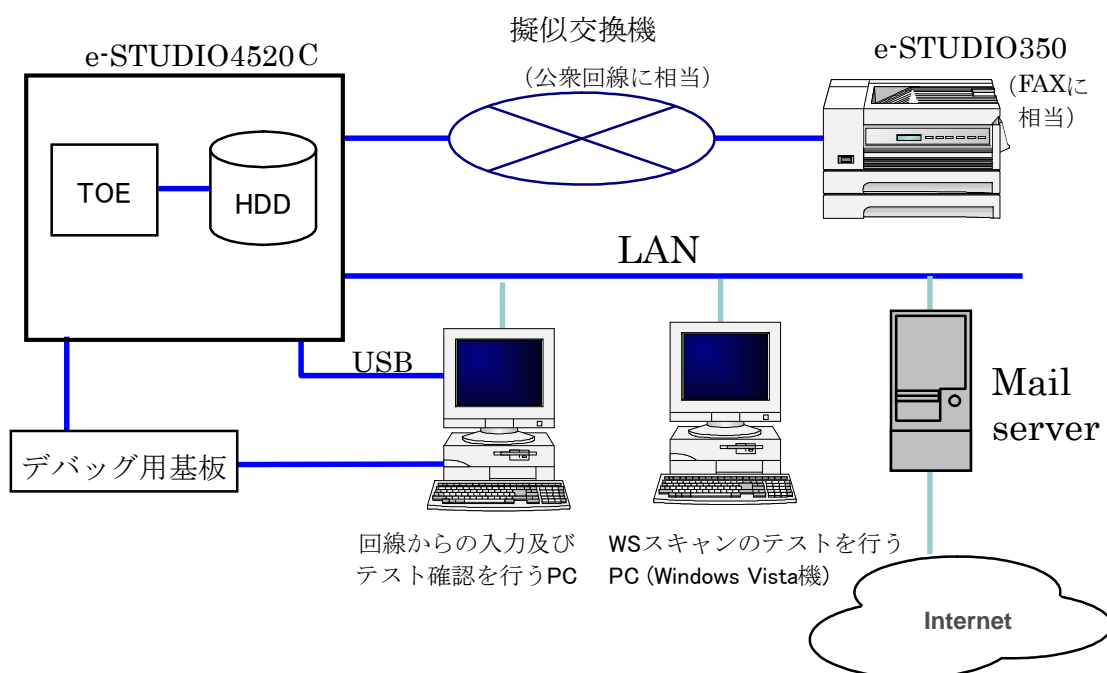 擬似交換機
（公衆回線に相当）
e-STUDIO4520C
e-STUDIO350
（FAXに
相当）
TOE
HDD
LAN
USB
Mail
server
デバッグ用基板
回線からの入力及び
テスト確認を行うPC
WSスキャンのテストを行う
PC (Windows Vista機)
Internet